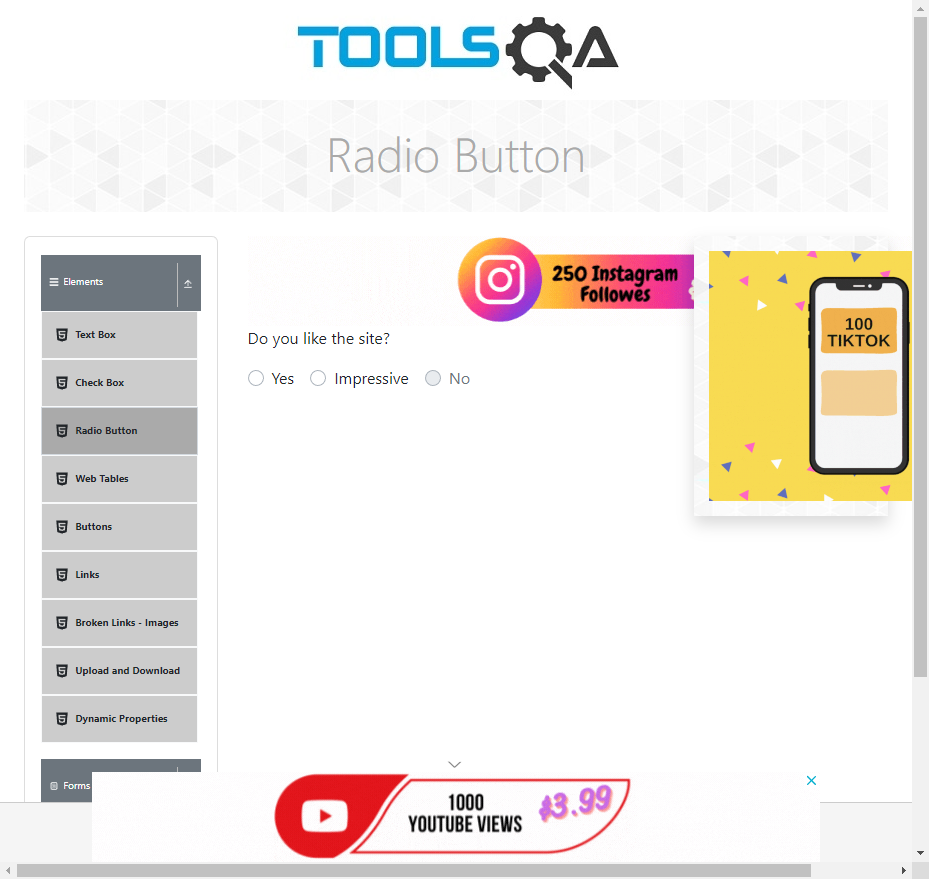 TOOLSQA
Radio Button
Elements
Text Box
Check Box
Radio Button
Web Tables
Buttons
Links
Broken Links - Images
Upload and Download
Dynamic Properties
Forms
250 Instagram
Followes
Do you like the site?
Yes
Impressive
No
100
TIKTOK
1000
YOUTUBE VIEWS
$3.99